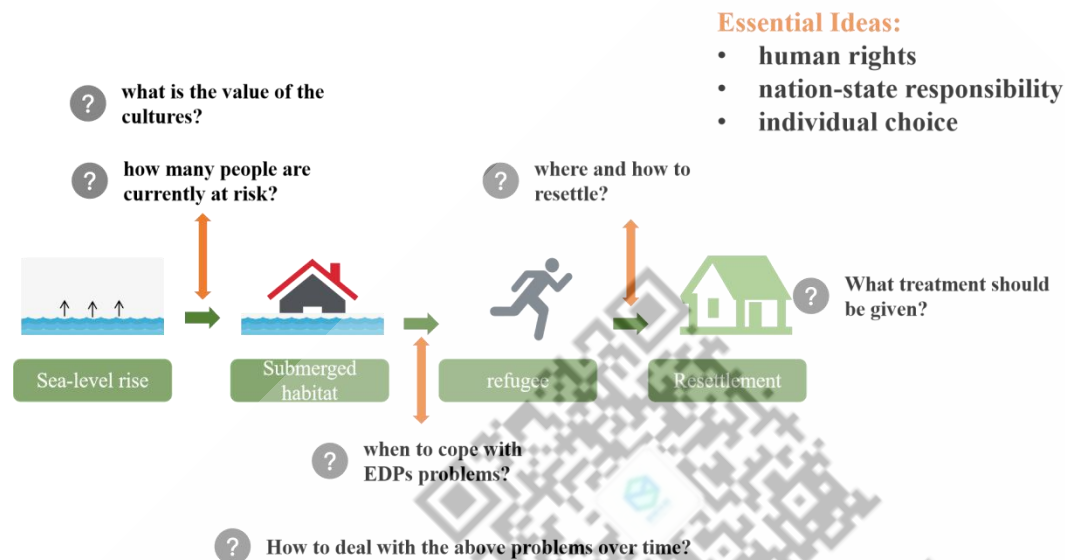 Essential Ideas:
• human rights
• nation-state responsibility
• individual choice
? what is the value of the
cultures?
? how many people are
currently at risk?
? where and how to
resettle?
? What treatment should
be given?
Sea-level rise
Submerged
habitat
refugee
Resettlement
? when to cope with
EDPs problems?
? How to deal with the above problems over time?